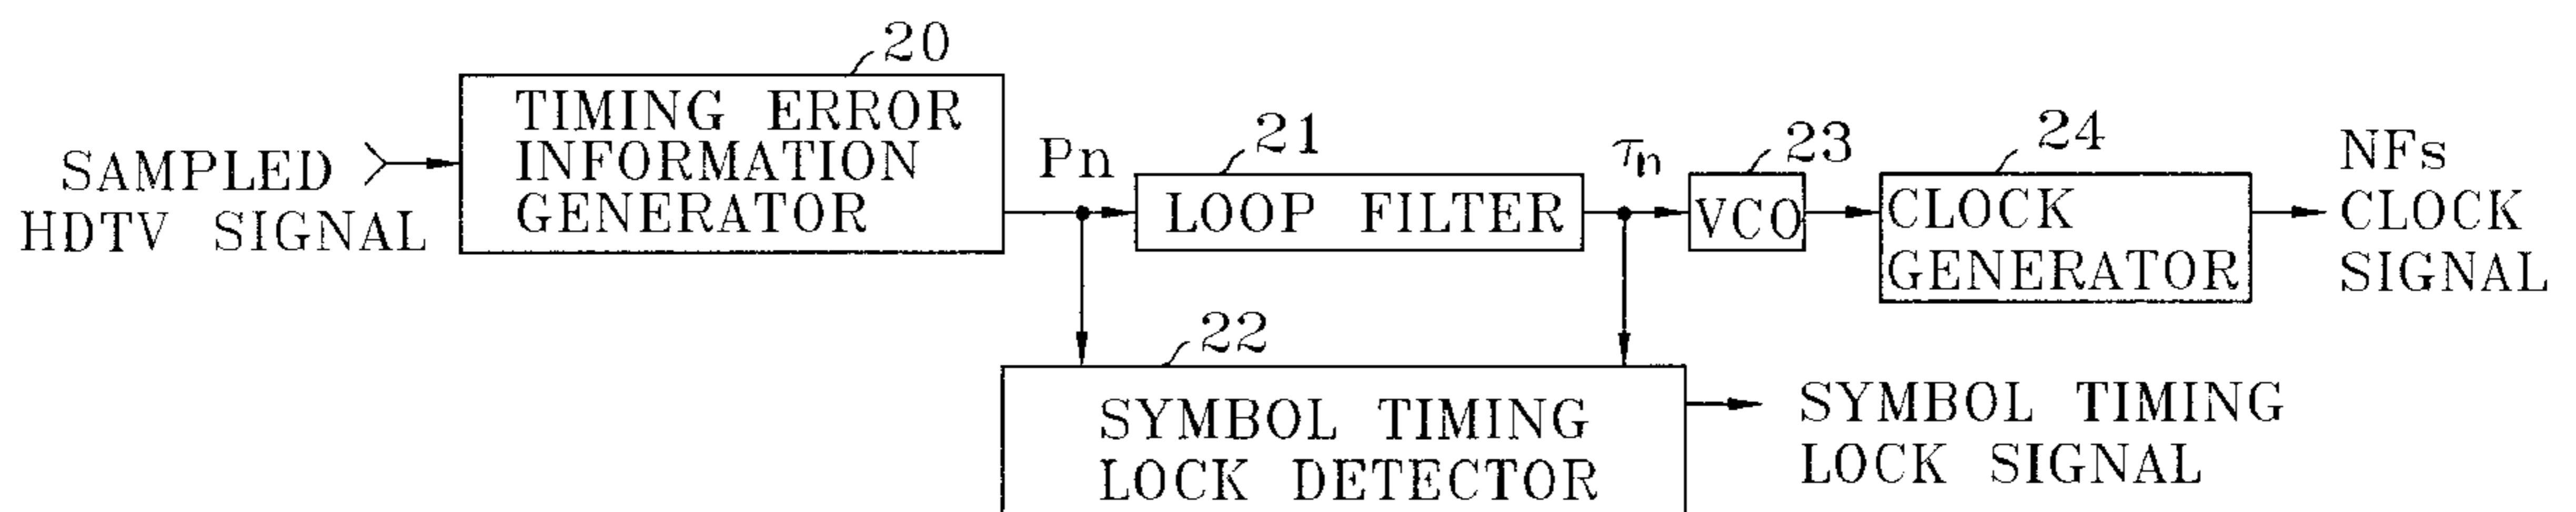 SAMPLED
HDTV SIGNAL
20
TIMING ERROR
INFORMATION
GENERATOR
Pn
21
LOOP FILTER
τn
23
VCO
24
CLOCK
GENERATOR
NFs
CLOCK
SIGNAL
22
SYMBOL TIMING
LOCK DETECTOR
SYMBOL TIMING
LOCK SIGNAL